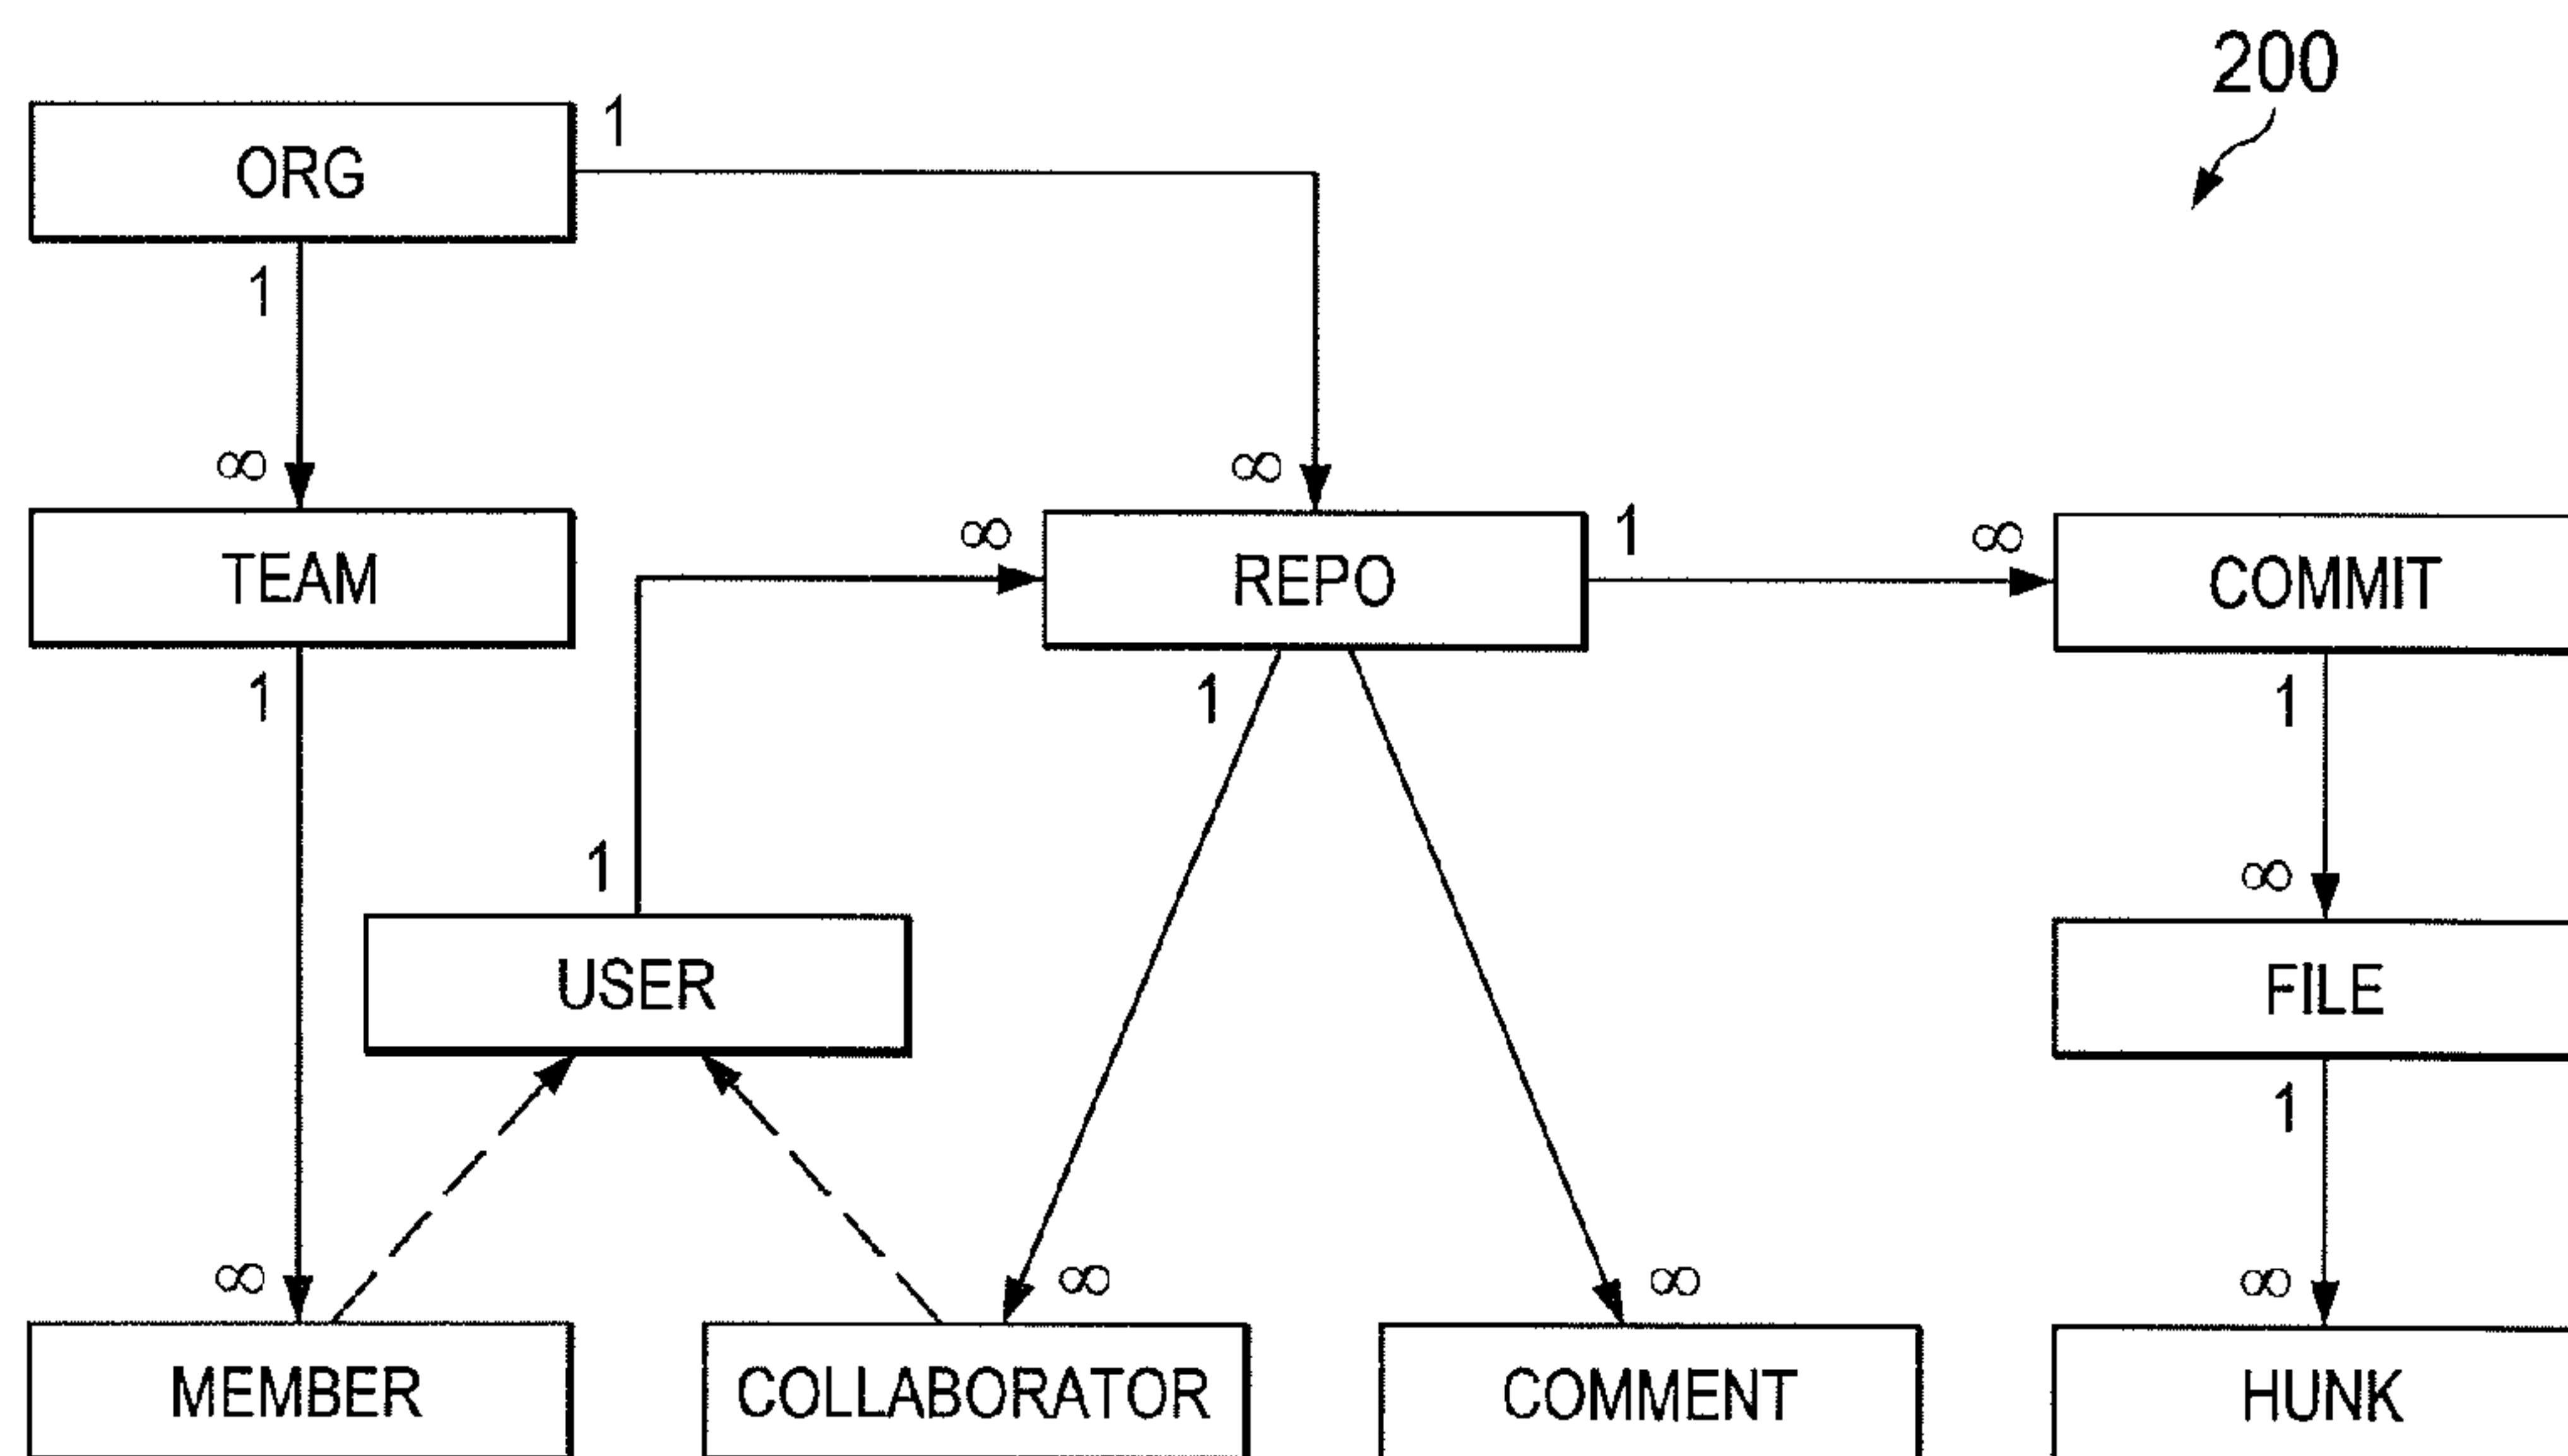 200
1
ORG
1
∞
∞
∞
1
∞
TEAM
REPO
COMMIT
1
1
1
1
∞
USER
FILE
1
∞
∞
∞
∞
MEMBER
COLLABORATOR
COMMENT
HUNK